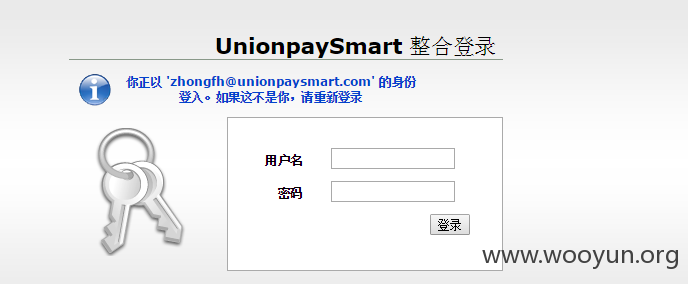 UnionpaySmart 整合登录
你正以 'zhongfh@unionpaysmart.com' 的身份
登入。如果这不是你，请重新登录
用户名
密码
登录
www.wooyun.org